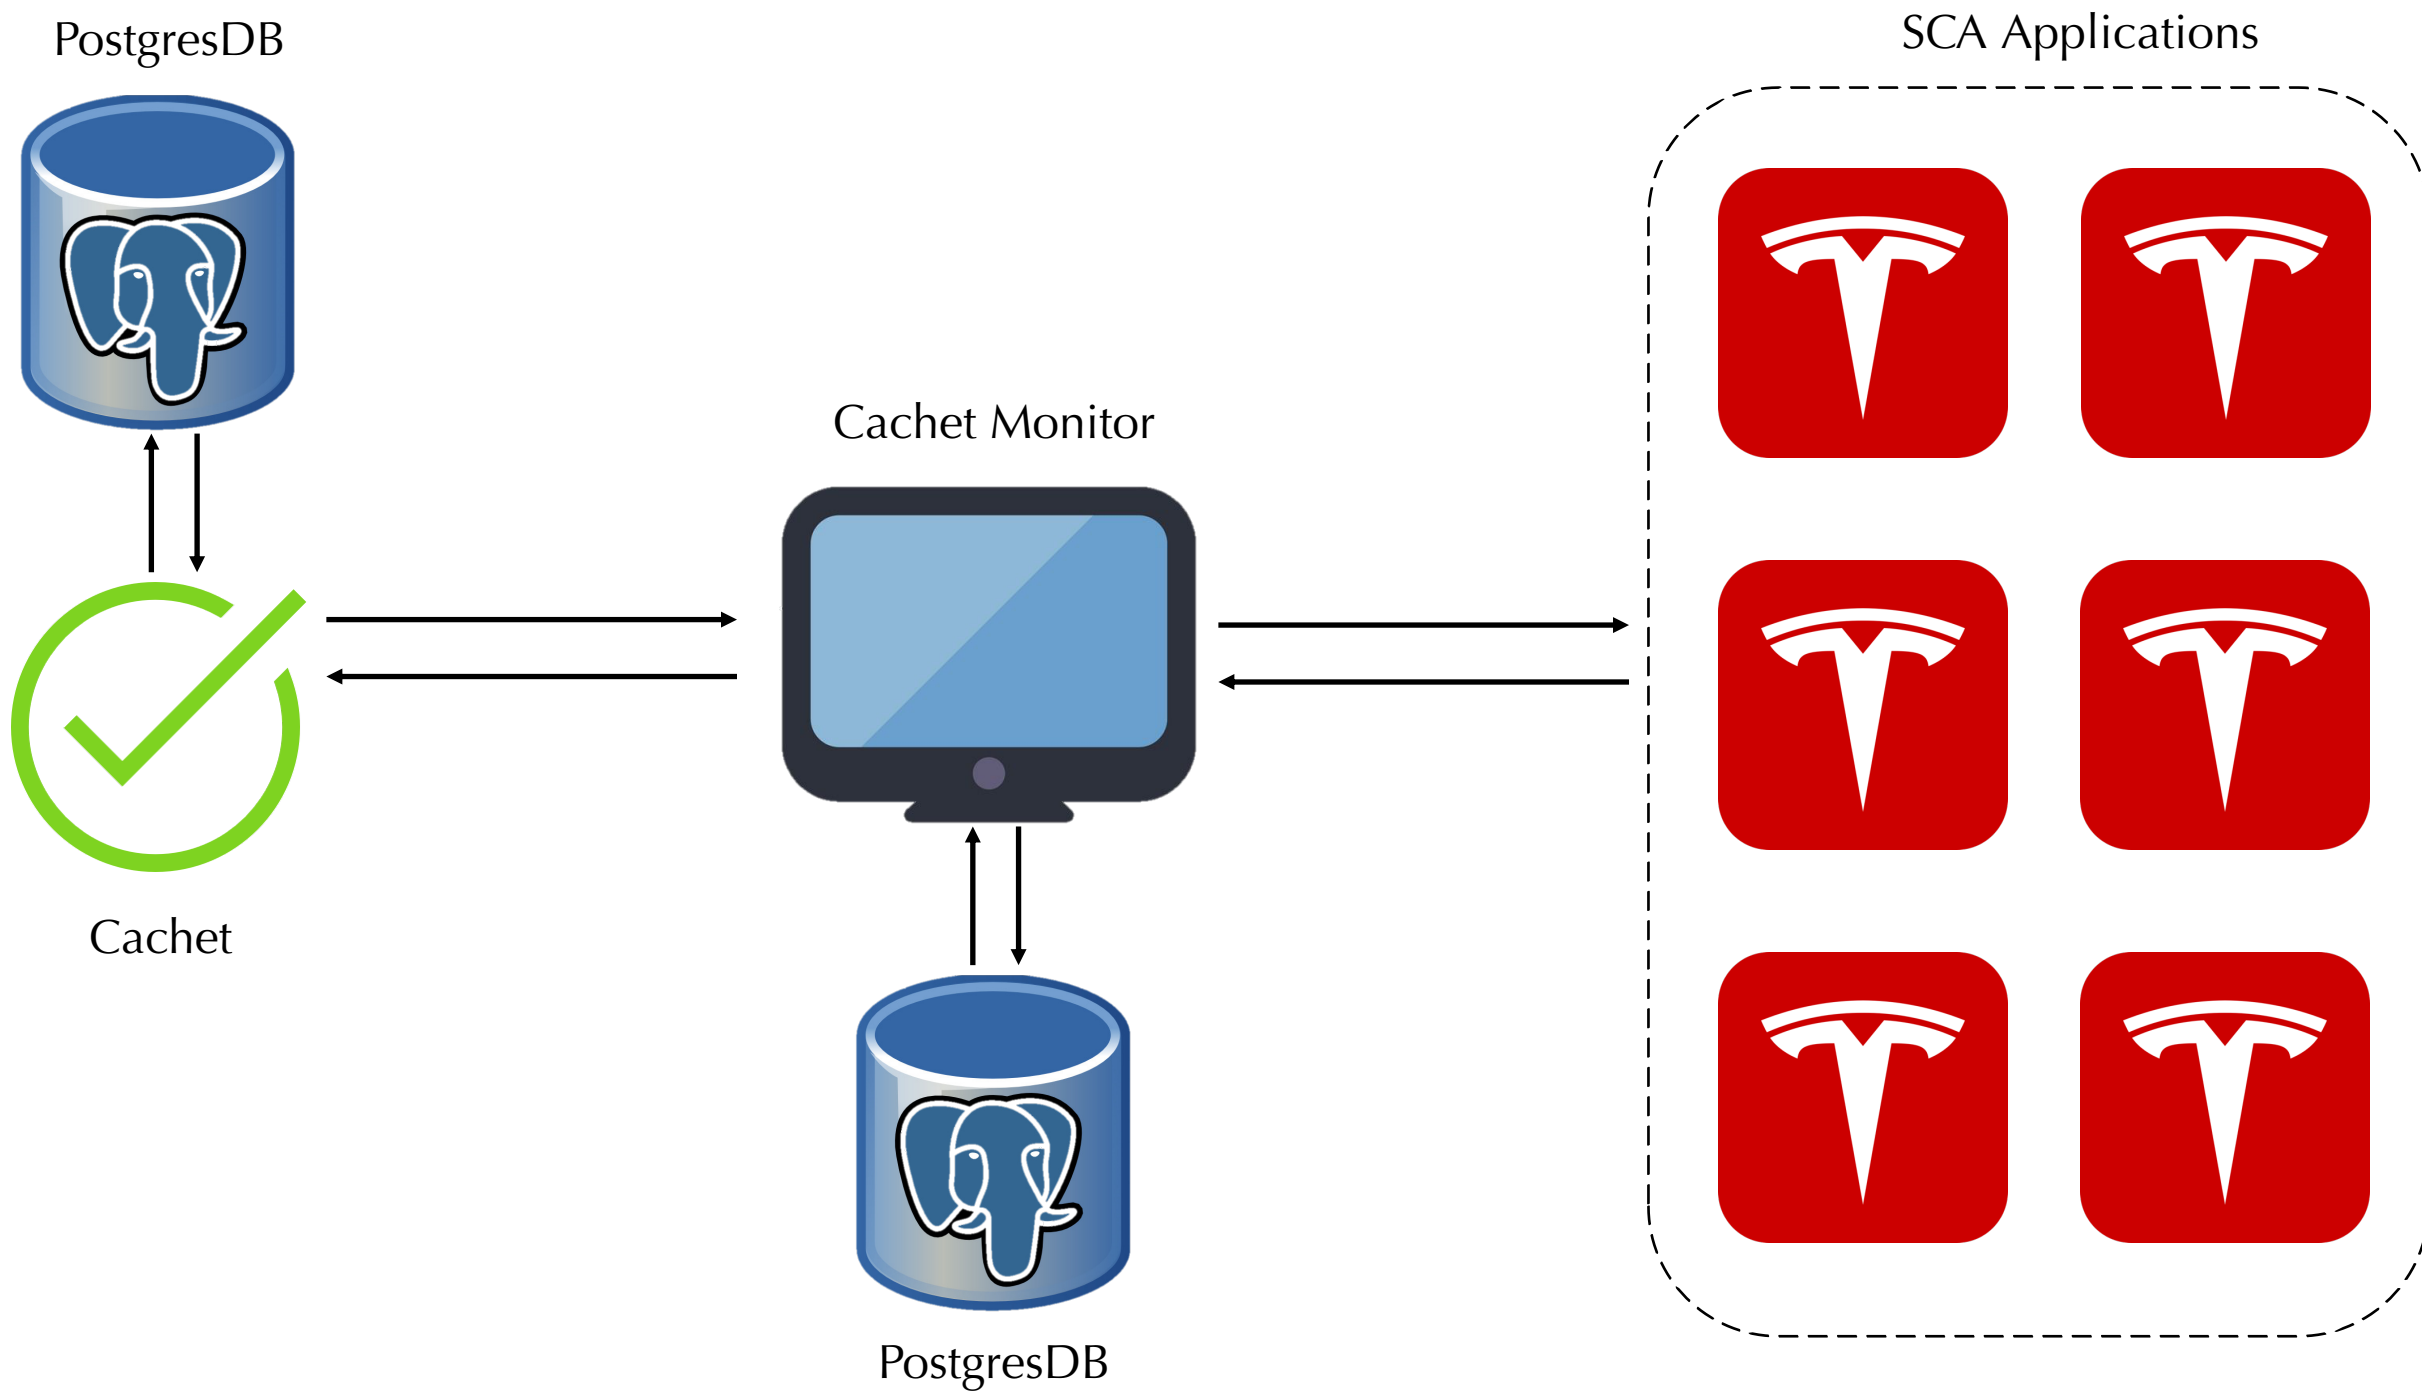 PostgresDB
SCA Applications
Cachet Monitor
Cachet
PostgresDB